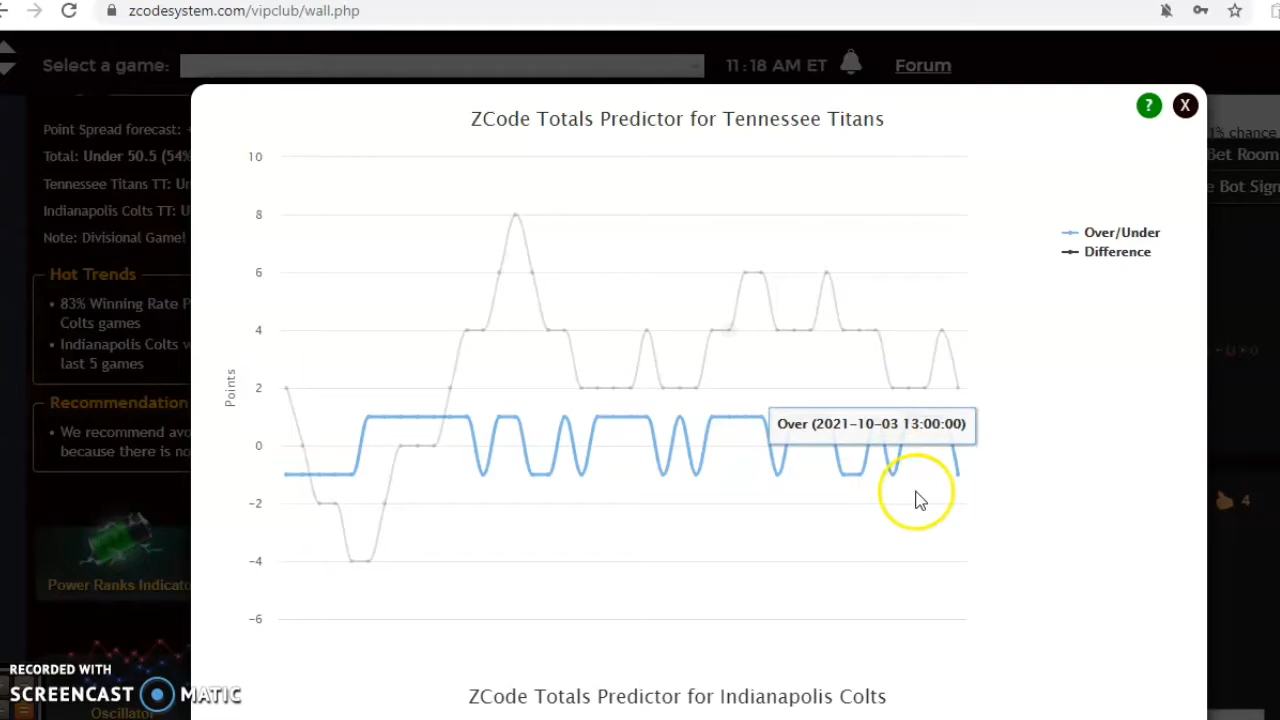 zcodesystem.com/vipclub/wall.php
Select a game:
11:18 AM ET
Forum
ZCode Totals Predictor for Tennessee Titans
? X
Point Spread forecast:
1% chance
Total: Under 50.5 (54%
Bet Room
Tennessee Titans TT:
e Bot Sign
Indianapolis Colts TT:
Note: Divisional Game!
Hot Trends
• 83% Winning Rate P
Colts games
• Indianapolis Colts
last 5 games
Recommendation
• We recommend
because there is
Power Ranks Indicato
Oscillator
10
8
6
4
2
0
-2
-4
-6
Points
Over/Under
Difference
Over (2021-10-03 13:00:00)
4
ZCode Totals Predictor for Indianapolis Colts
RECORDED WITH
SCREENCAST MATIC